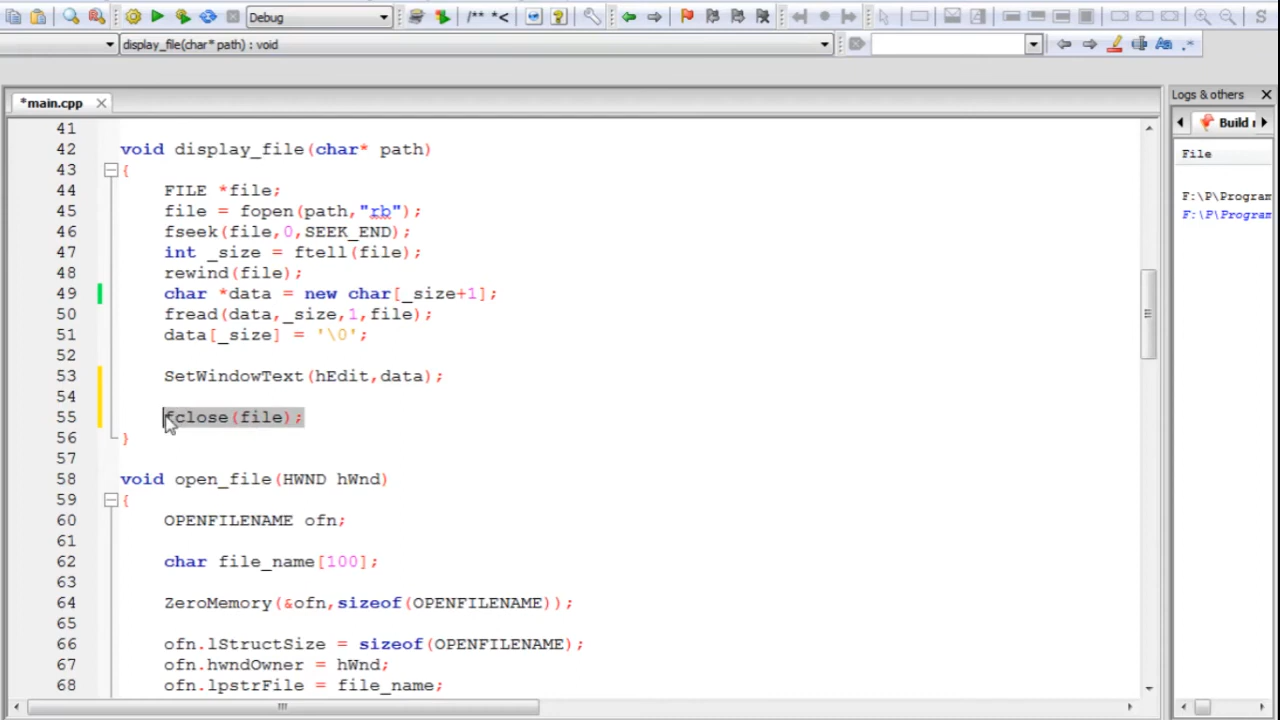 Debug
/** *<
display_file(char* path) : void
*main.cpp
Logs & others
Build
File
F:\P\Program
F:\P\Program
41
42 void display_file(char* path)
43 {
44 FILE *file;
45 file = fopen(path,"rb");
46 fseek(file,0,SEEK_END);
47 int _size = ftell(file);
48 rewind(file);
49 char *data = new char[_size+1];
50 fread(data,_size,1,file);
51 data[_size] = '\0';
52
53 SetWindowText(hEdit,data);
54
55 fclose(file);
56 }
57
58 void open_file(HWND hWnd)
59 {
60 OPENFILENAME ofn;
61
62 char file_name[100];
63
64 ZeroMemory(&ofn,sizeof(OPENFILENAME));
65
66 ofn.lStructSize = sizeof(OPENFILENAME);
67 ofn.hwndOwner = hWnd;
68 ofn.lpstrFile = file_name;